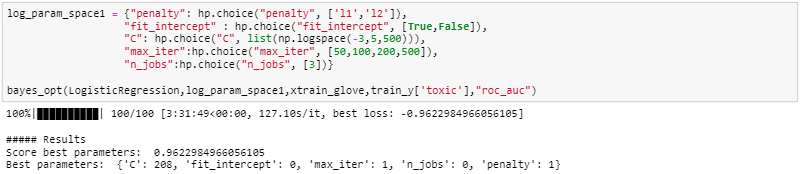 log_param_space1 = {"penalty": hp.choice("penalty", ['l1','l2']),
"fit_intercept" : hp.choice("fit_intercept", [True,False]),
"C": hp.choice("C", list(np.logspace(-3,5,500))),
"max_iter":hp.choice("max_iter", [50,100,200,500]),
"n_jobs":hp.choice("n_jobs", [3])}
bayes_opt(LogisticRegression,log_param_space1,xtrain_glove,train_y['toxic'],"roc_auc")
100%|██████████| 100/100 [3:31:49<00:00, 127.10s/it, best loss: -0.9622984966056105]
##### Results
Score best parameters:  0.9622984966056105
Best parameters:  {'C': 208, 'fit_intercept': 0, 'max_iter': 1, 'n_jobs': 0, 'penalty': 1}